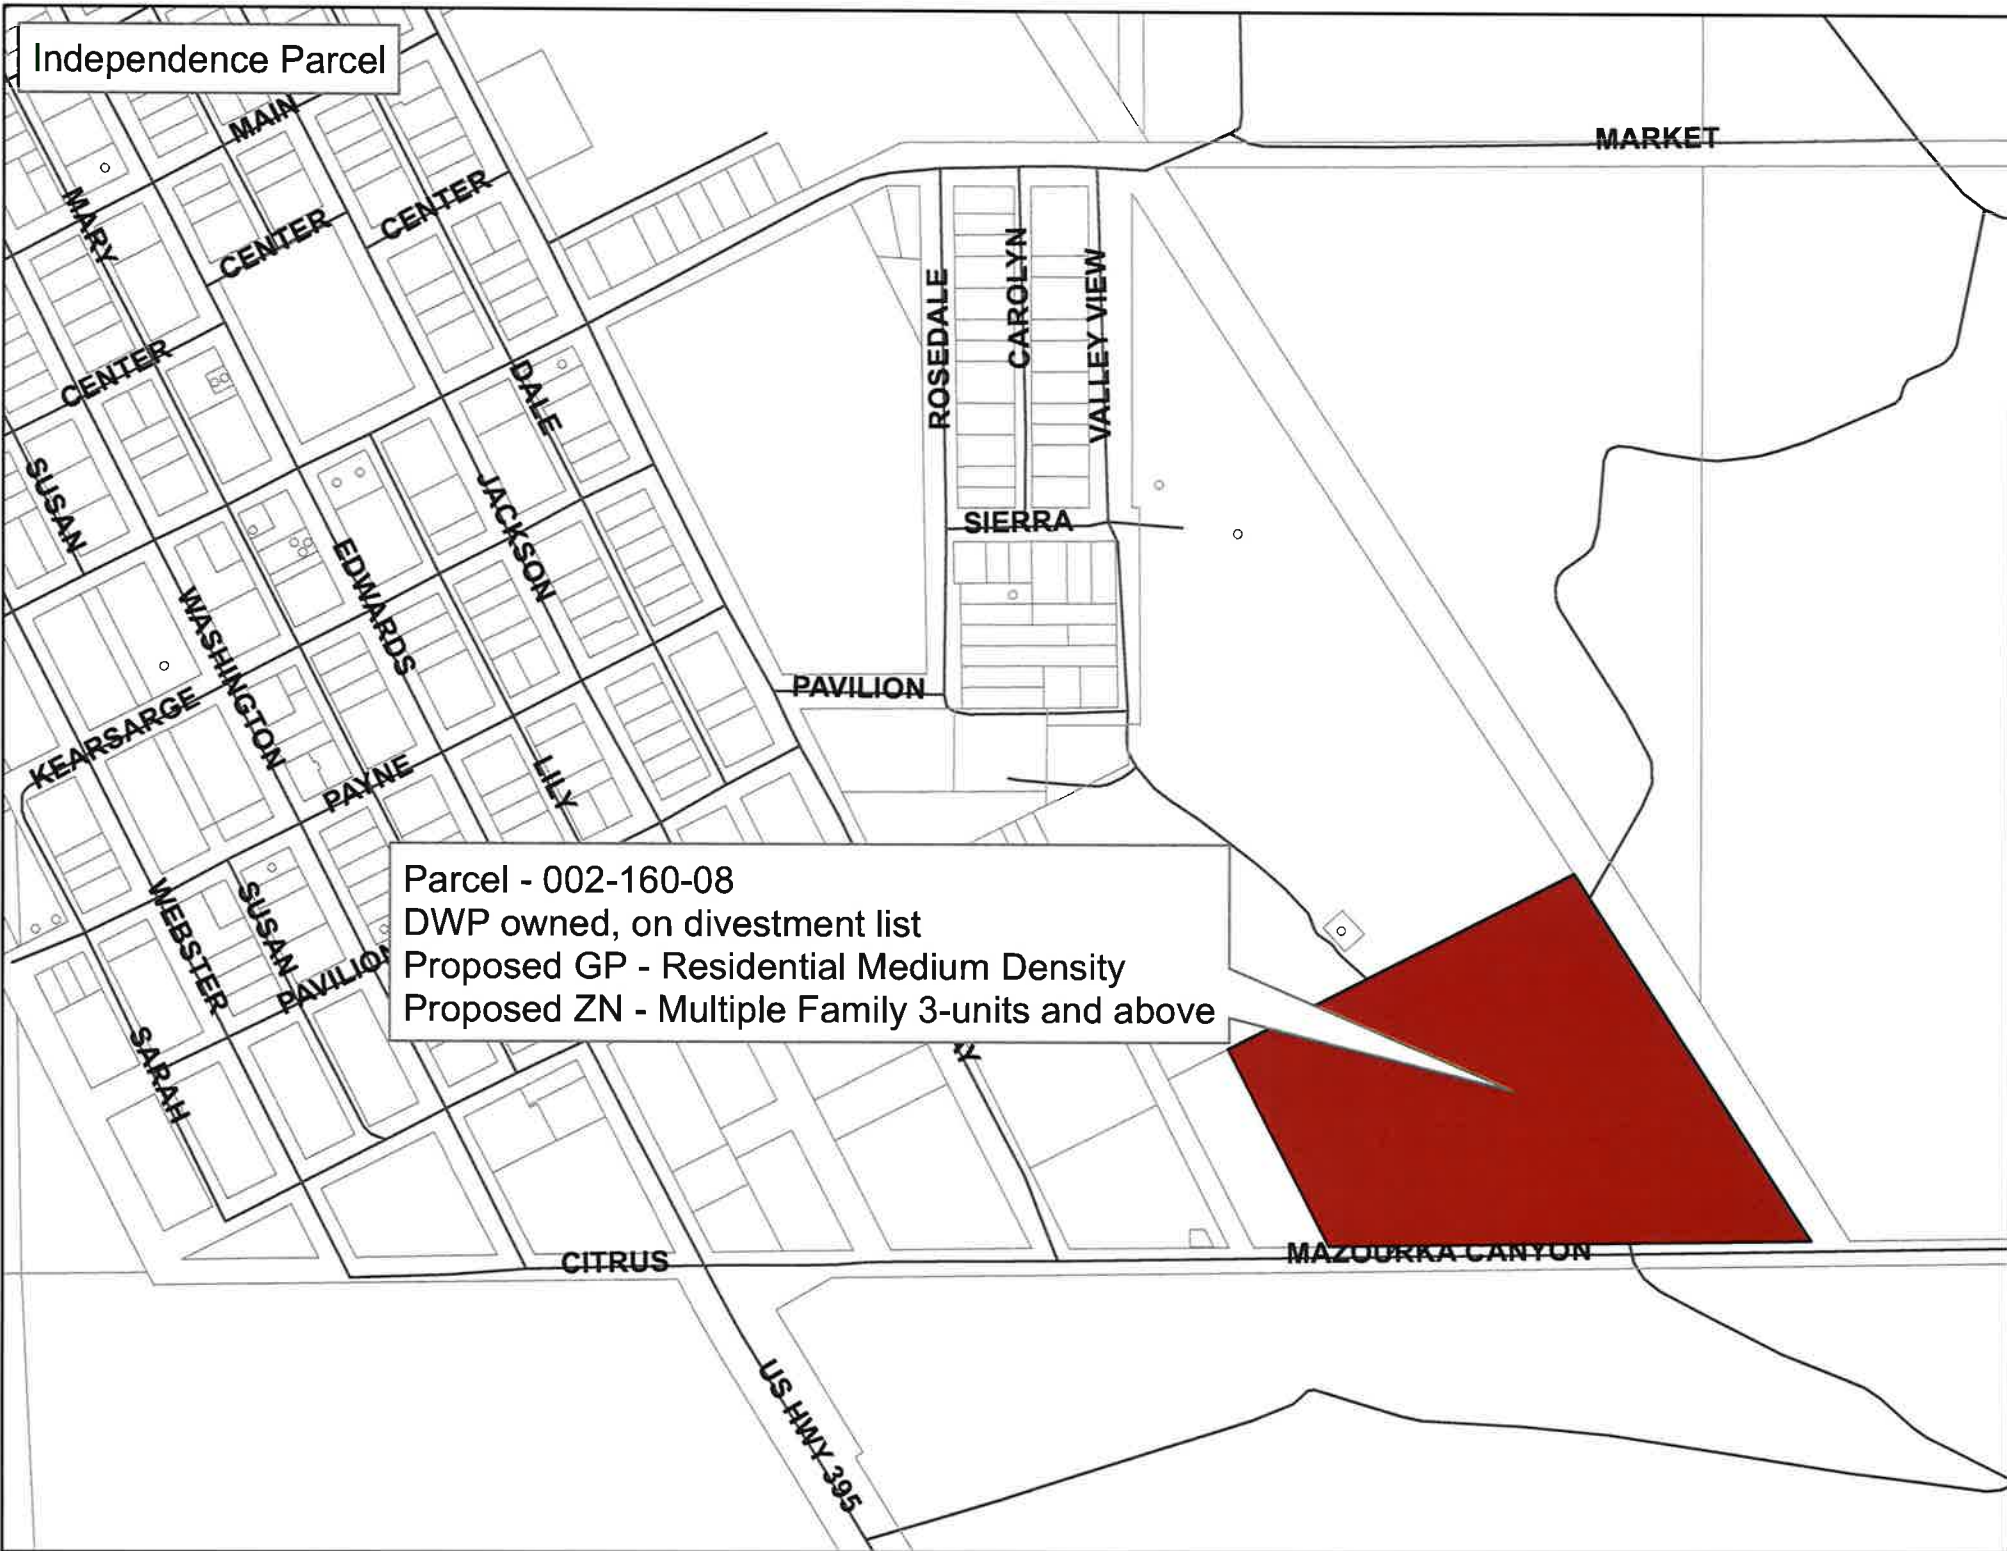 Independence Parcel
MAIN
MARKET
MARY
CENTER
CENTER
CENTER
ROSEDALE
CAROLYN
VALLEY VIEW
DALE
SUSAN
JACKSON
SIERRA
EDWARDS
WASHINGTON
PAVILION
KEARSARGE
PAYNE
LILY
Parcel - 002-160-08
DWP owned, on divestment list
Proposed GP - Residential Medium Density
Proposed ZN - Multiple Family 3-units and above
WEBSTER
SUSAN
PAVILION
SARAH
CITRUS
MAZOURKA CANYON
US HWY 395